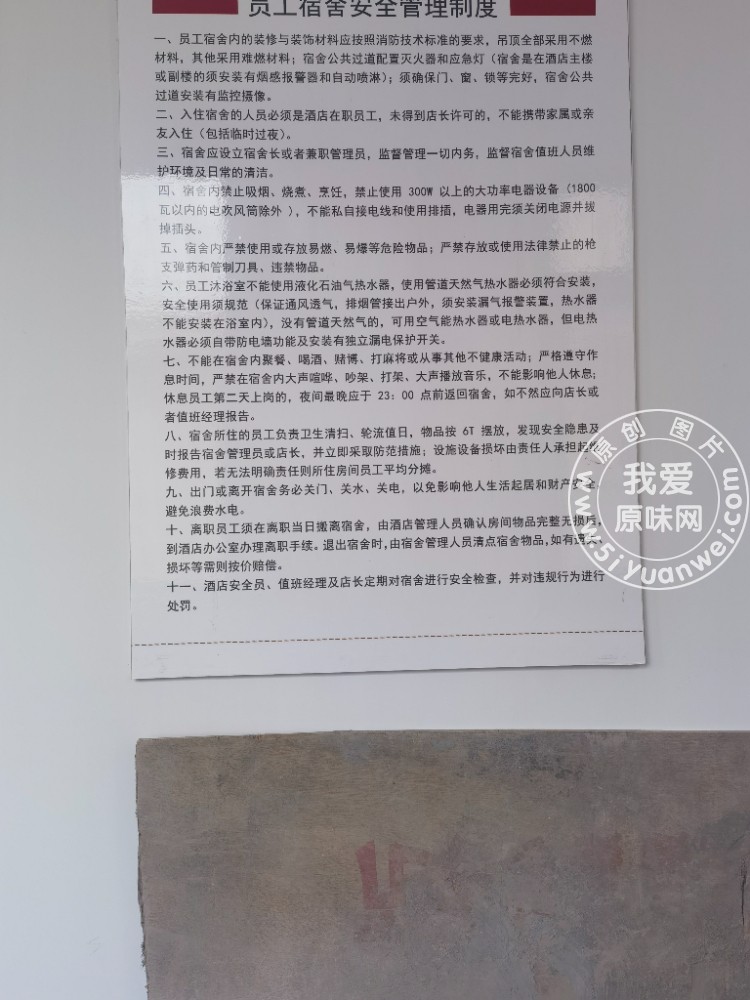 员工宿舍安全管理制度
一、员工宿舍内的装修与装饰材料应按照消防技术标准的要求，吊顶全部采用不燃
材料，其他采用难燃材料；宿舍公共过道配置灭火器和应急灯（宿舍是在酒店主楼
或副楼的须安装有烟感报警器和自动喷淋）；须确保门、窗、锁等完好，宿舍公共
过道安装有监控摄像。
二、入住宿舍的人员必须是酒店在职员工，未得到店长许可的，不能携带家属或亲
友入住（包括临时过夜）。
三、宿舍应设立宿舍长或者兼职管理员，监督管理一切内务，监督宿舍值班人员维
护环境及日常的清洁。
四、宿舍内禁止吸烟、烧煮、烹饪，禁止使用 300W 以上的大功率电器设备（1800
瓦以内的电吹风筒除外 ），不能私自接电线和使用排插，电器用完须关闭电源并拔
掉插头。
五、宿舍内严禁使用或存放易燃、易爆等危险物品；严禁存放或使用法律禁止的枪
支弹药和管制刀具、违禁物品。
六、员工沐浴室不能使用液化石油气热水器，使用管道天然气热水器必须符合安装，
安全使用须规范（保证通风透气，排烟管接出户外，须安装漏气报警装置，热水器
不能安装在浴室内），没有管道天然气的，可用空气能热水器或电热水器，但电热
水器必须自带防电墙功能及安装有独立漏电保护开关。
七、不能在宿舍内聚餐、喝酒、赌博、打麻将或从事其他不健康活动；严格遵守作
息时间，严禁在宿舍内大声喧哗、吵架、打架、大声播放音乐，不能影响他人休息；
休息员工第二天上岗的，夜间最晚应于 23：00 点前返回宿舍，如不然应向店长或
者值班经理报告。
八、宿舍所住的员工负责卫生清扫、轮流值日，物品按 6T 摆放，发现安全隐患及
时报告宿舍管理员或店长，并立即采取防范措施；设施设备损坏由责任人承担起维
修费用，若无法明确责任则所住房间员工平均分摊。
九、出门或离开宿舍务必关门、关水、关电，以免影响他人生活起居和财产安全，
避免浪费水电。
十、离职员工须在离职当日搬离宿舍，由酒店管理人员确认房间物品完整无损后，
到酒店办公室办理离职手续。退出宿舍时，由宿舍管理人员清点宿舍物品，如有遗失、
损坏等需则按价赔偿。
十一、酒店安全员、值班经理及店长定期对宿舍进行安全检查，并对违规行为进行
处罚。
原创图片
我爱
原味网
www.5iyuanwei.com